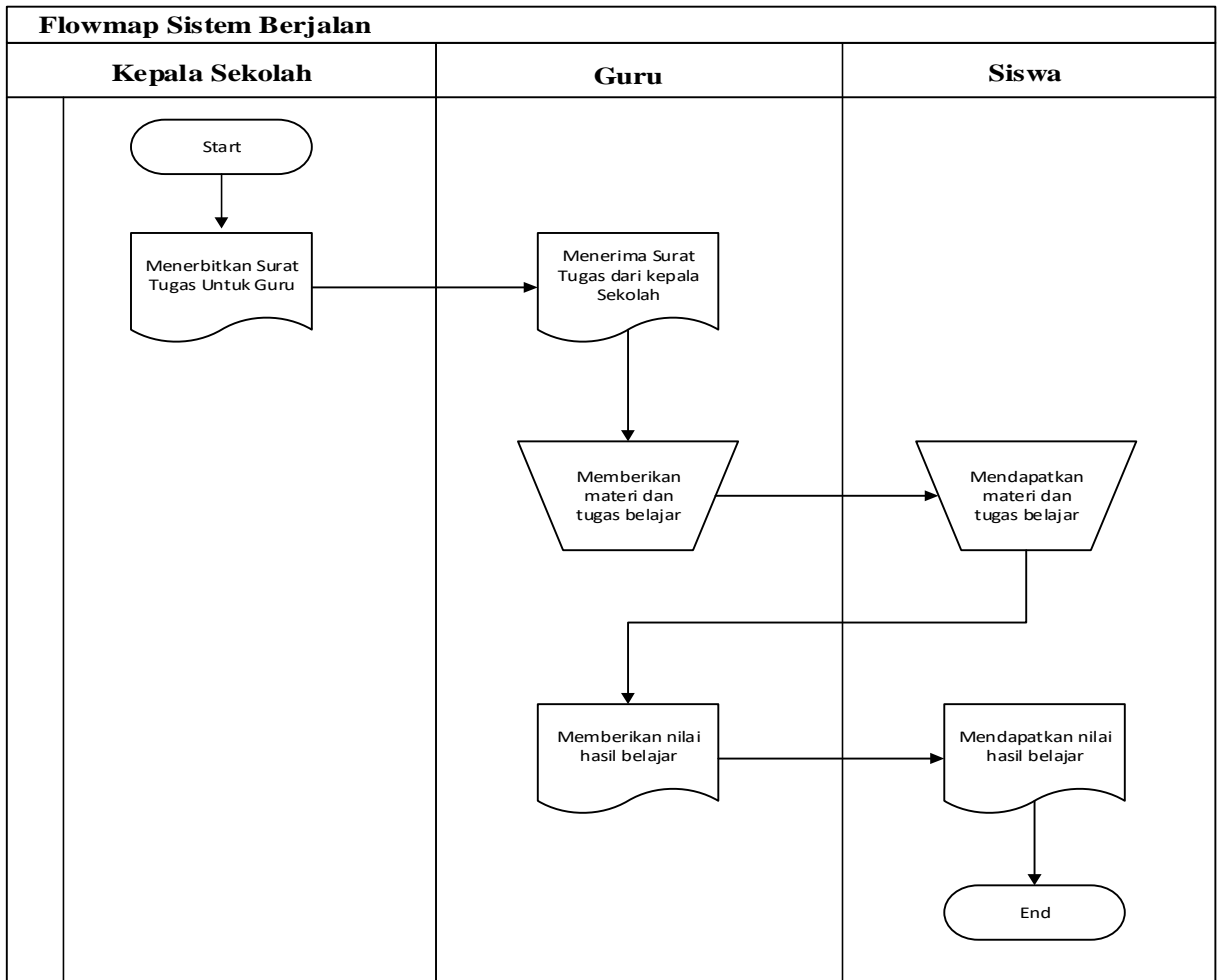 Flowmap Sistem Berjalan
Kepala Sekolah
Guru
Siswa
Start
Menerbitkan Surat
Tugas Untuk Guru
Menerima Surat
Tugas dari kepala
Sekolah
Memberikan
materi dan
tugas belajar
Mendapatkan
materi dan
tugas belajar
Memberikan nilai
hasil belajar
Mendapatkan nilai
hasil belajar
End